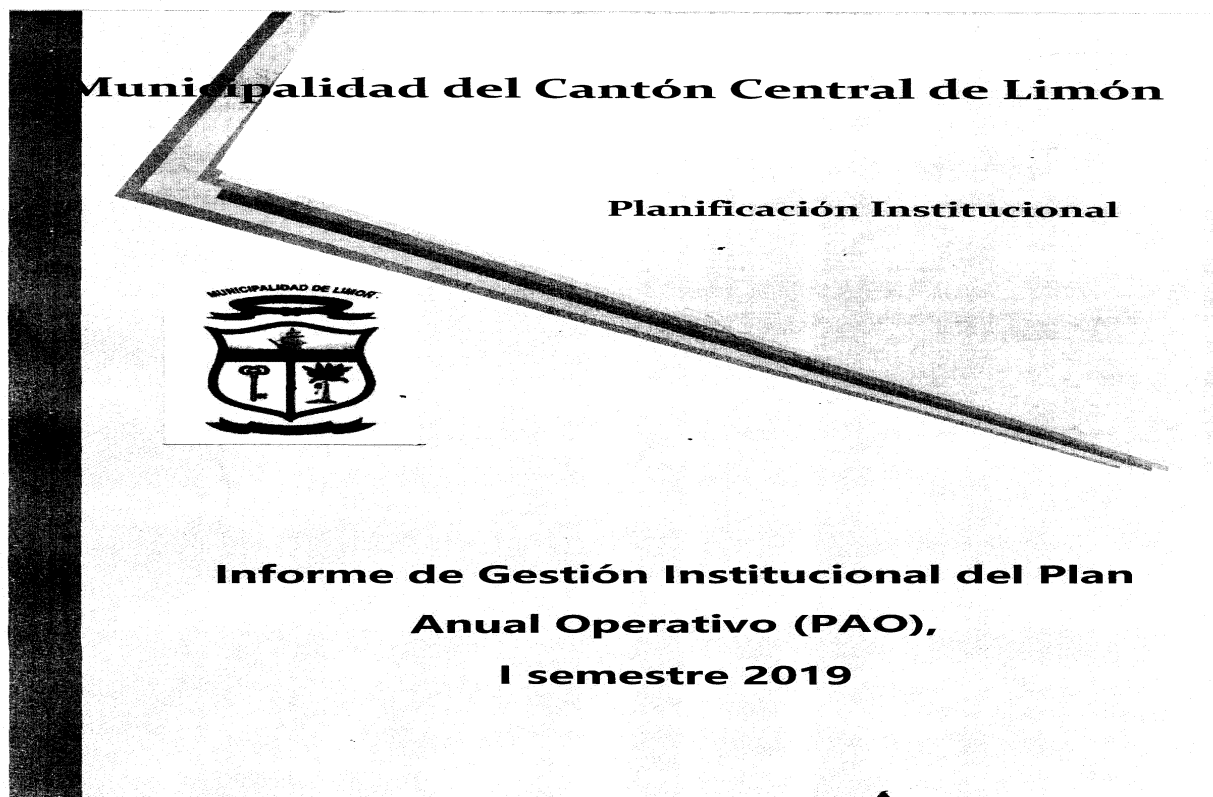 Municipalidad del Cantón Central de Limón
Planificación Institucional
MUNICIPALIDAD DE LIMON
Informe de Gestión Institucional del Plan
Anual Operativo (PAO),
I semestre 2019